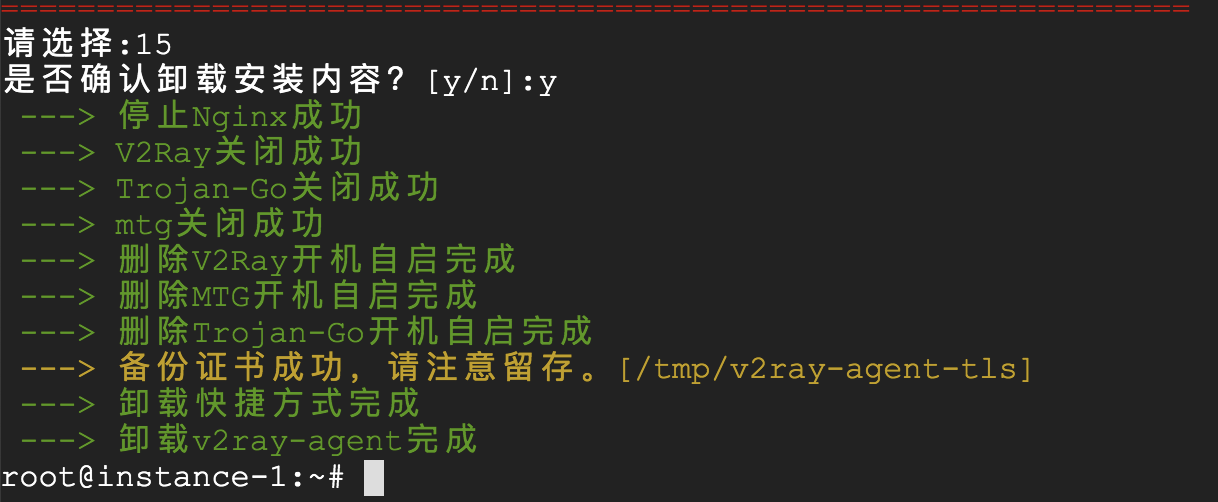 ======================================================================
请选择:15
是否确认卸载安装内容？[y/n]:y
---> 停止Nginx成功
---> V2Ray关闭成功
---> Trojan-Go关闭成功
---> mtg关闭成功
---> 删除V2Ray开机自启完成
---> 删除MTG开机自启完成
---> 删除Trojan-Go开机自启完成
---> 备份证书成功，请注意留存。[/tmp/v2ray-agent-tls]
---> 卸载快捷方式完成
---> 卸载v2ray-agent完成
root@instance-1:~#